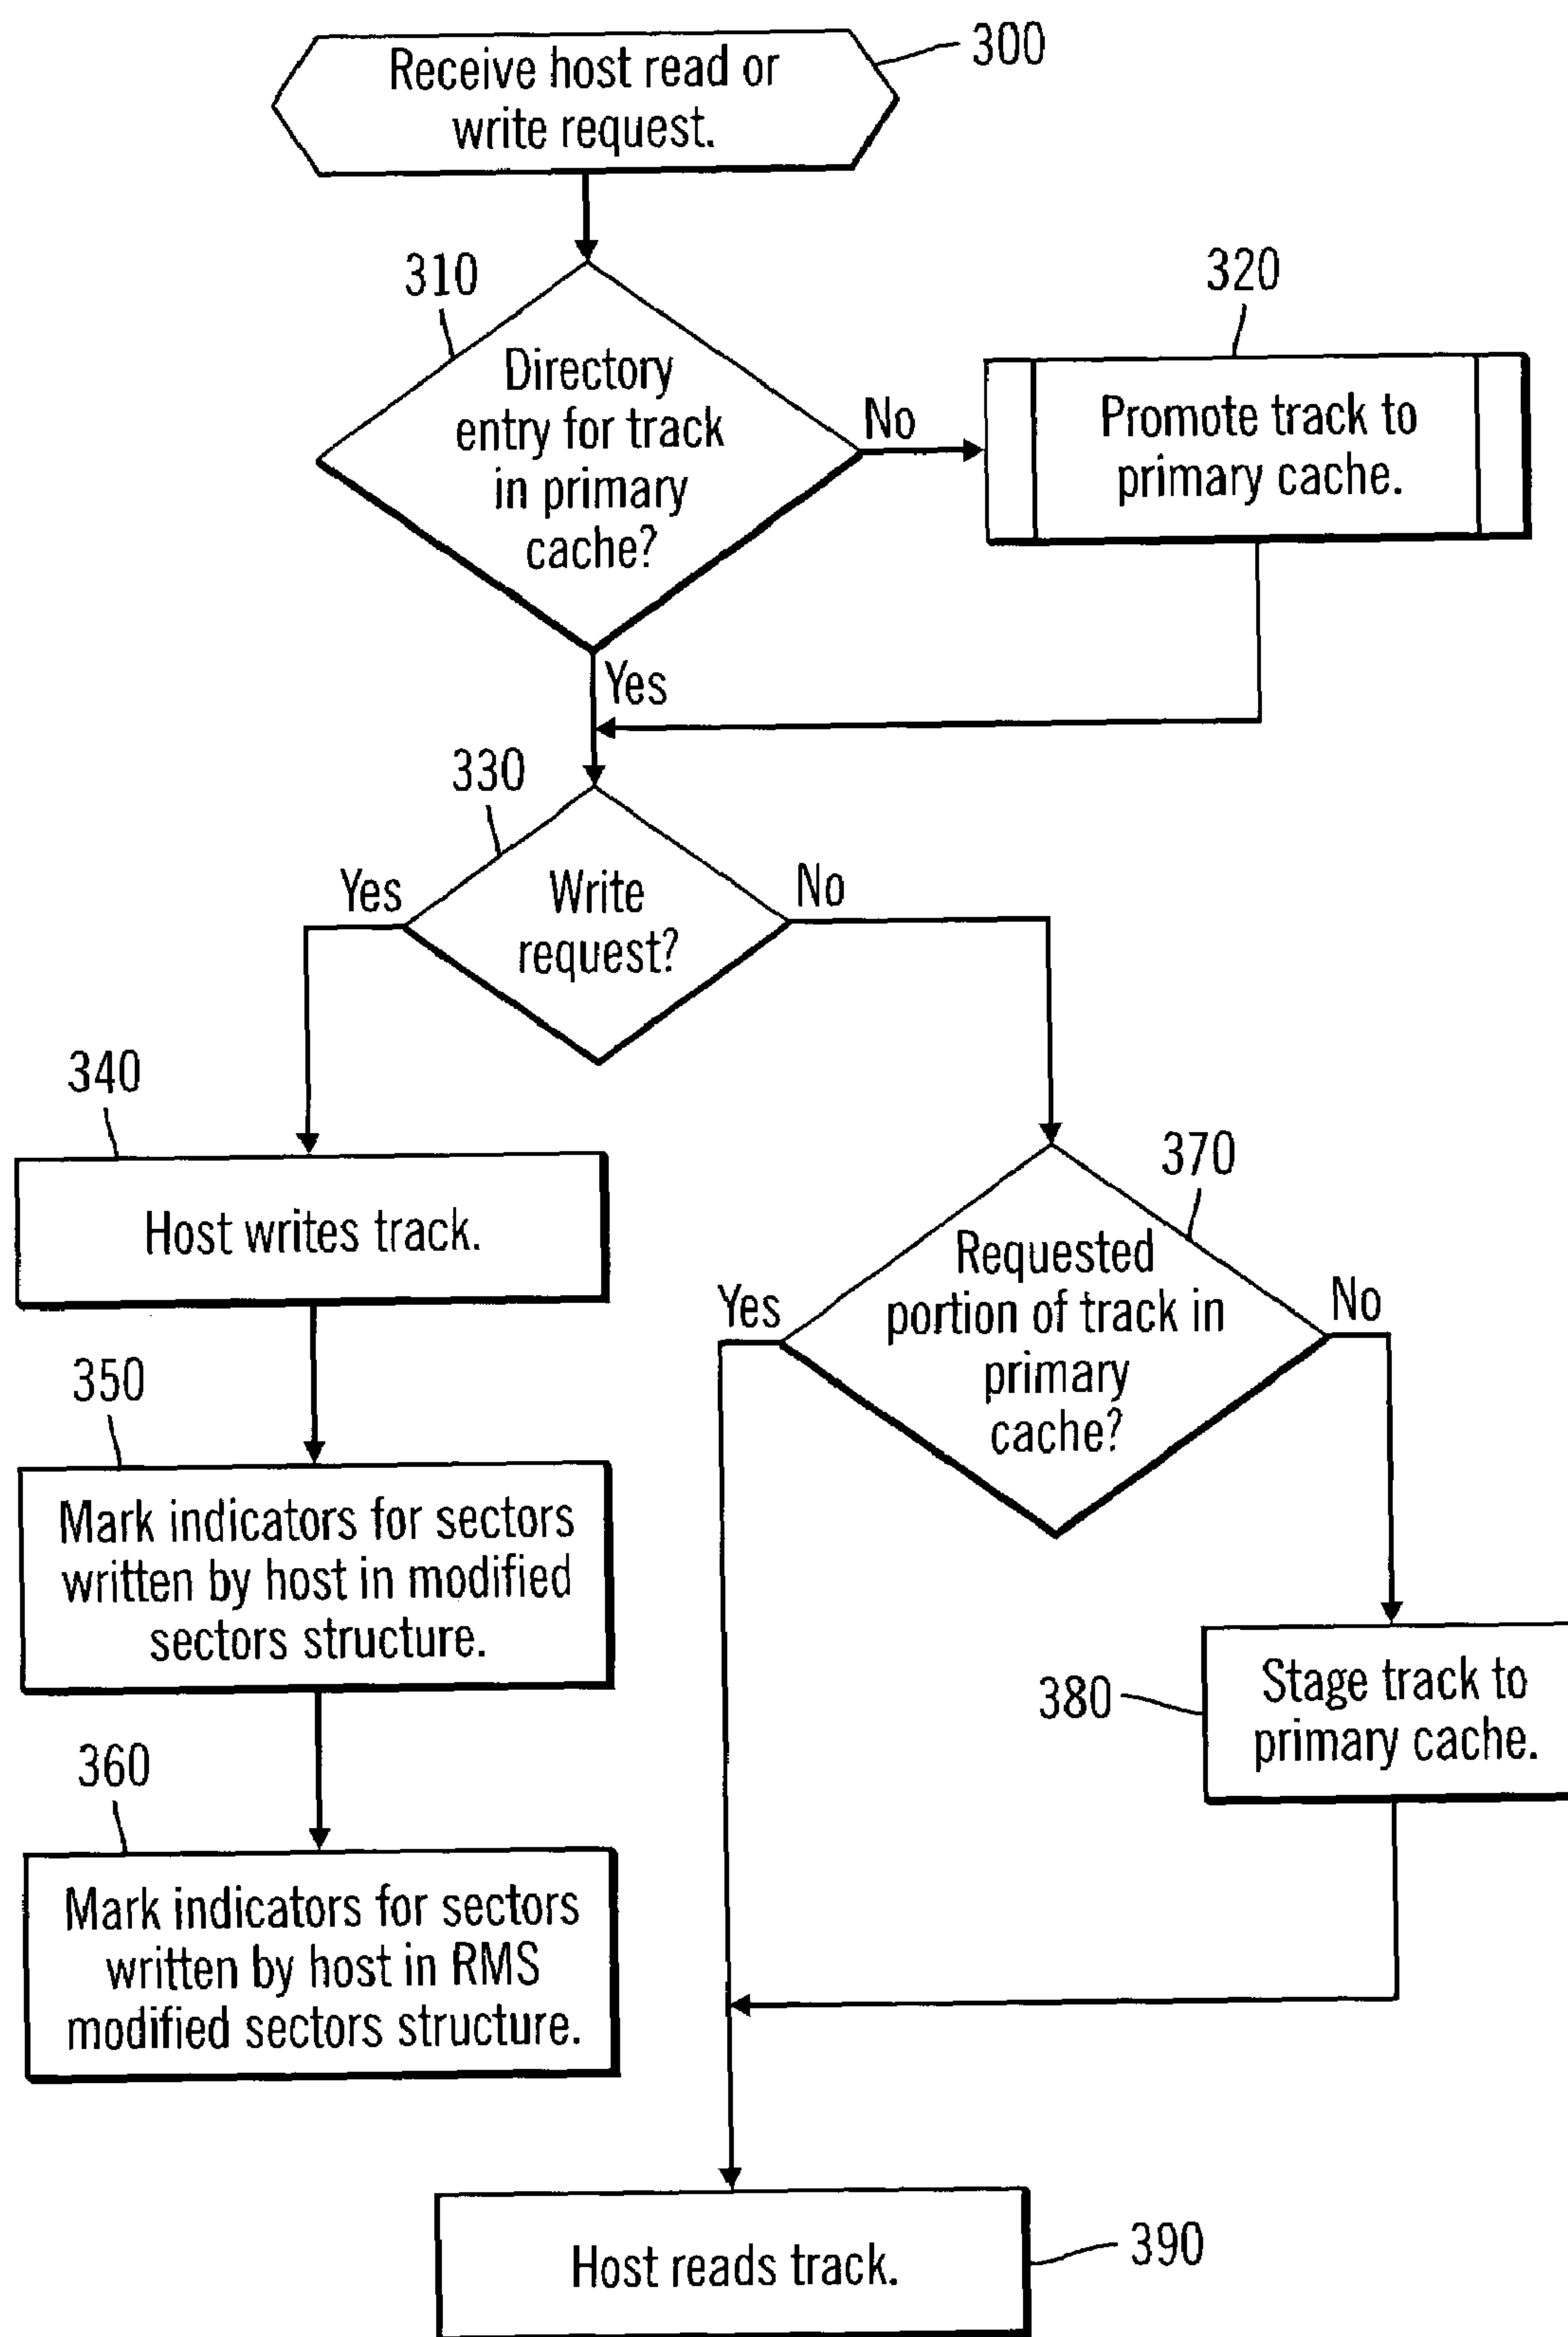 300
Receive host read or
write request.
310
Directory
entry for track
in primary
cache?
No
320
Promote track to
primary cache.
Yes
330
Write
request?
Yes
No
340
Host writes track.
350
Mark indicators for sectors
written by host in modified
sectors structure.
360
Mark indicators for sectors
written by host in RMS
modified sectors structure.
370
Requested
portion of track in
primary
cache?
Yes
No
380
Stage track to
primary cache.
Host reads track.
390